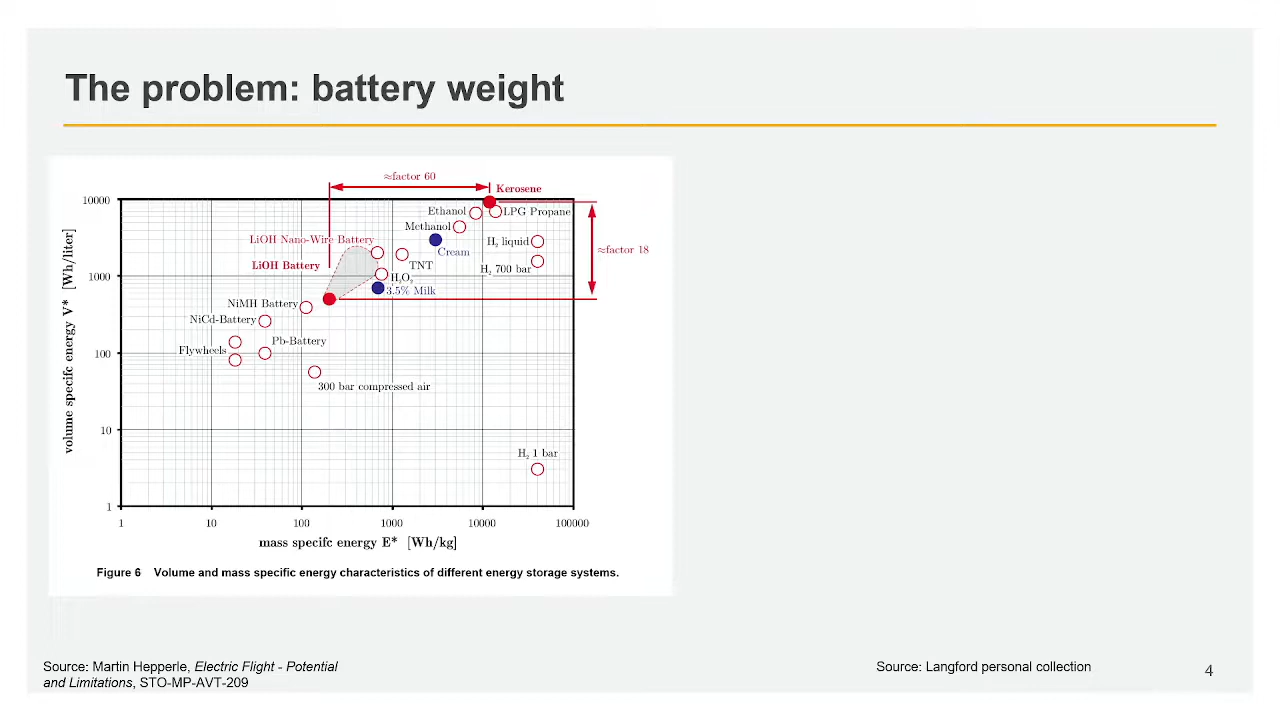 The problem: battery weight
≈factor 60
Kerosene
10000
Ethanol
LPG Propane
Methanol
LiOH Nano-Wire Battery
H₂ liquid
≈factor 18
Cream
LiOH Battery
TNT
H₂ 700 bar
1000
H₂O₂
3.5% Milk
NiMH Battery
NiCd-Battery
Pb-Battery
Flywheels
100
300 bar compressed air
volume specifc energy V* [Wh/liter]
10
H₂ 1 bar
1
1 10 100 1000 10000 100000
mass specifc energy E* [Wh/kg]
Figure 6 Volume and mass specific energy characteristics of different energy storage systems.
Source: Martin Hepperle, Electric Flight - Potential
and Limitations, STO-MP-AVT-209
Source: Langford personal collection
4